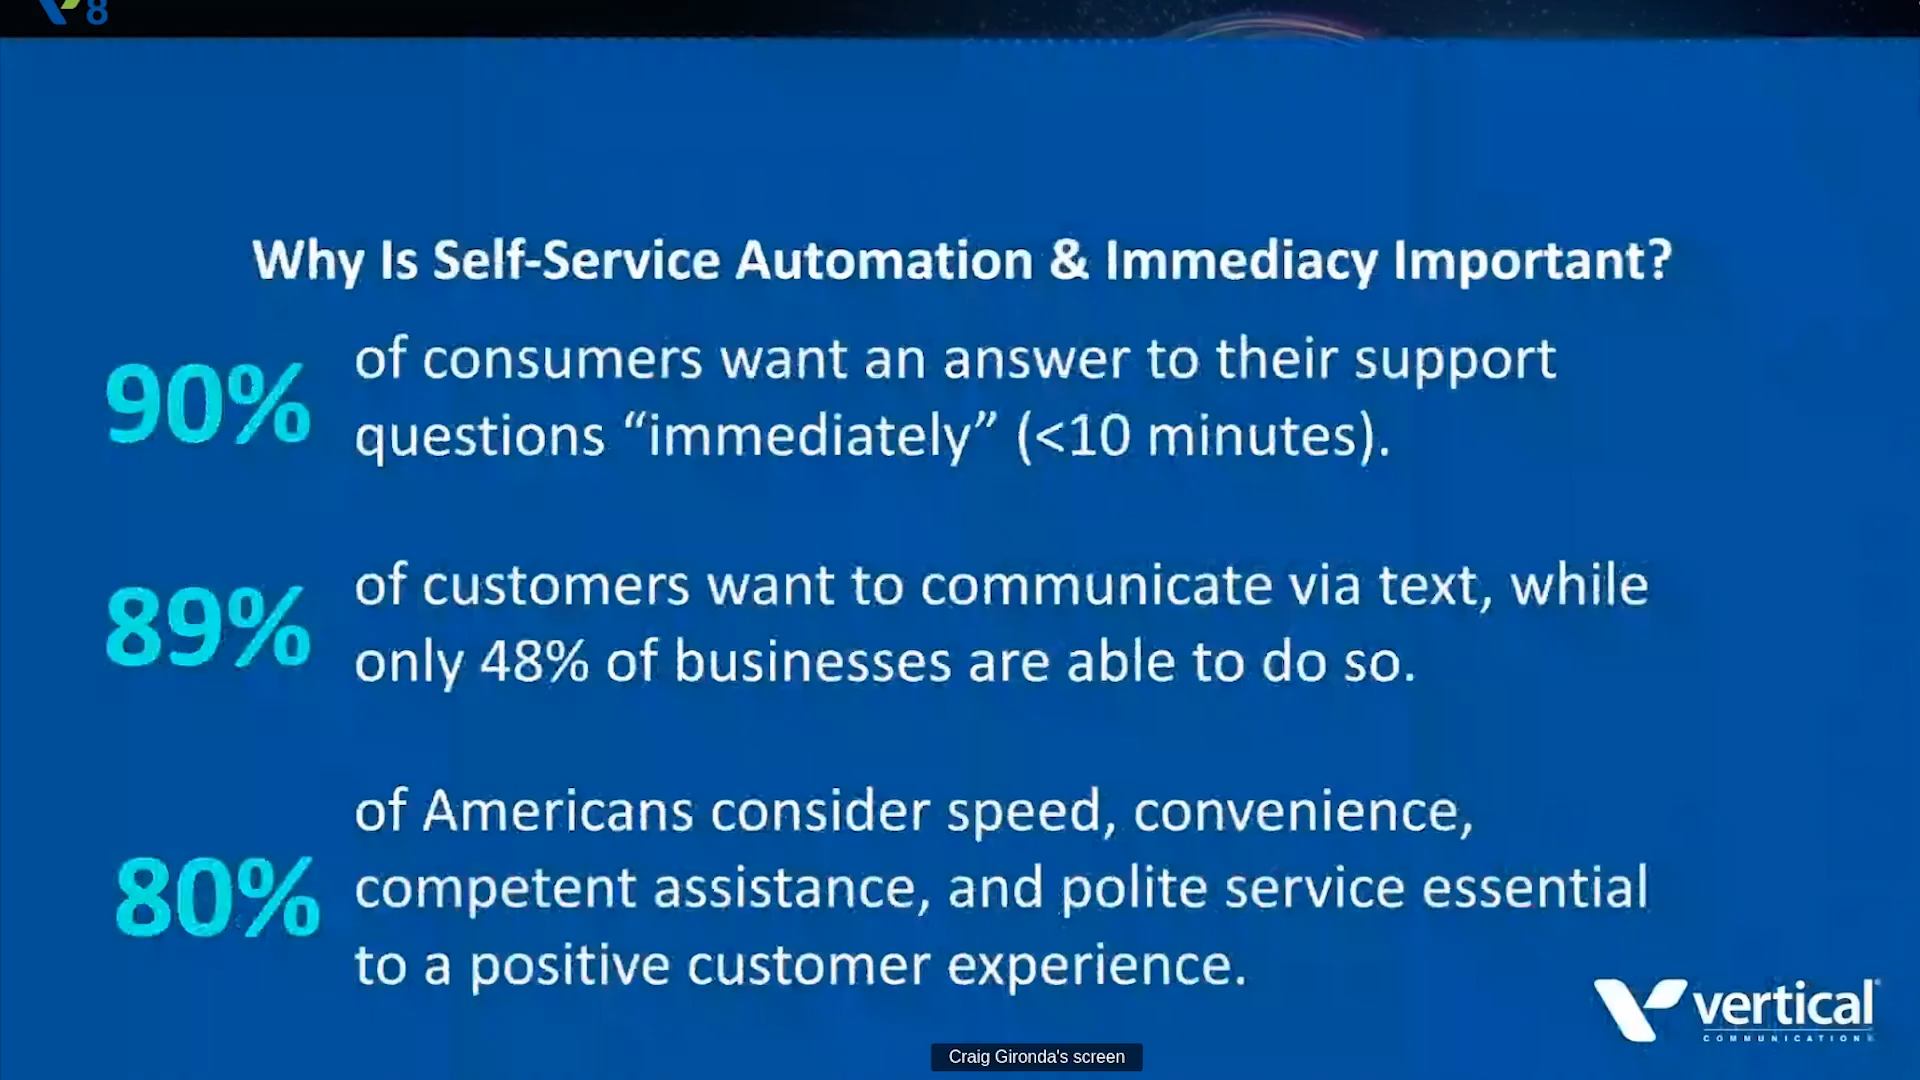 8
Why Is Self-Service Automation & Immediacy Important?
90%
of consumers want an answer to their support
questions “immediately” (<10 minutes).
89%
of customers want to communicate via text, while
only 48% of businesses are able to do so.
80%
of Americans consider speed, convenience,
competent assistance, and polite service essential
to a positive customer experience.
vertical
COMMUNICATIONS
Craig Gironda's screen